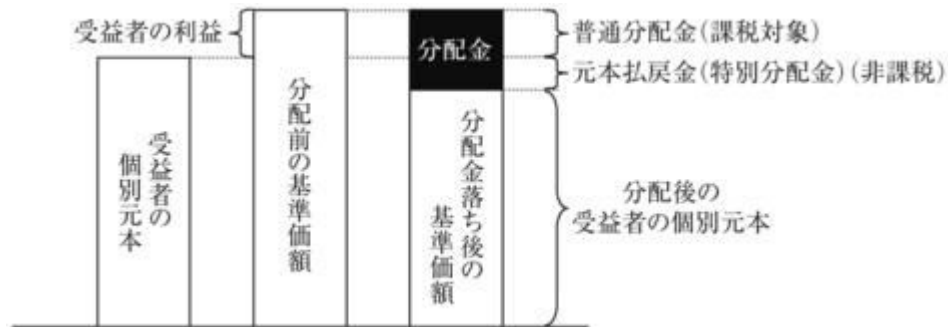 受益者の利益
受益者の
個別元本
分配前の基準価額
分配金
分配金落ち後の
基準価額
普通分配金(課税対象)
元本払戻金(特別分配金)(非課税)
分配後の
受益者の個別元本